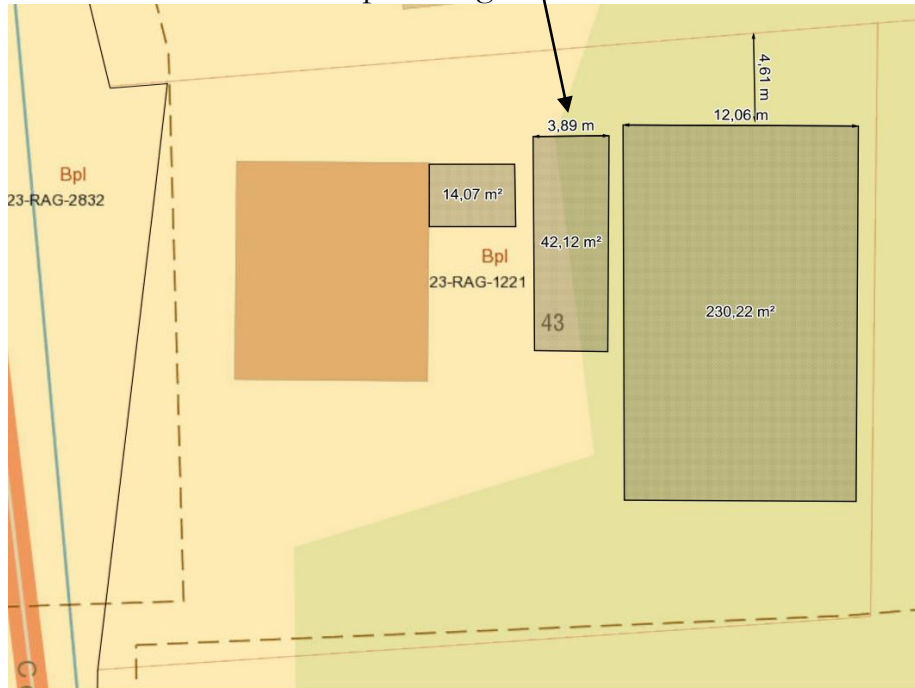 4,61 m
3,89 m
12,06 m
Bpl
23-RAG-2832
14,07 m²
42,12 m²
Bpl
23-RAG-1221
230,22 m²
43